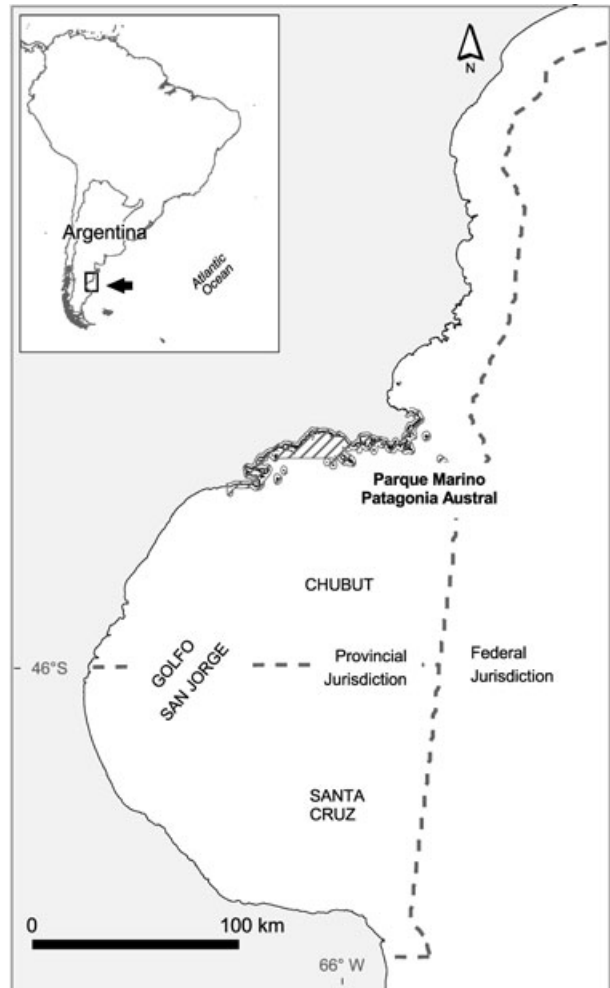 N
Argentina
Atlantic
Ocean
Parque Marino
Patagonia Austral
CHUBUT
GOLFO
SAN JORGE
46°S
Provincial
Jurisdiction
Federal
Jurisdiction
SANTA
CRUZ
0 100 km
66° W